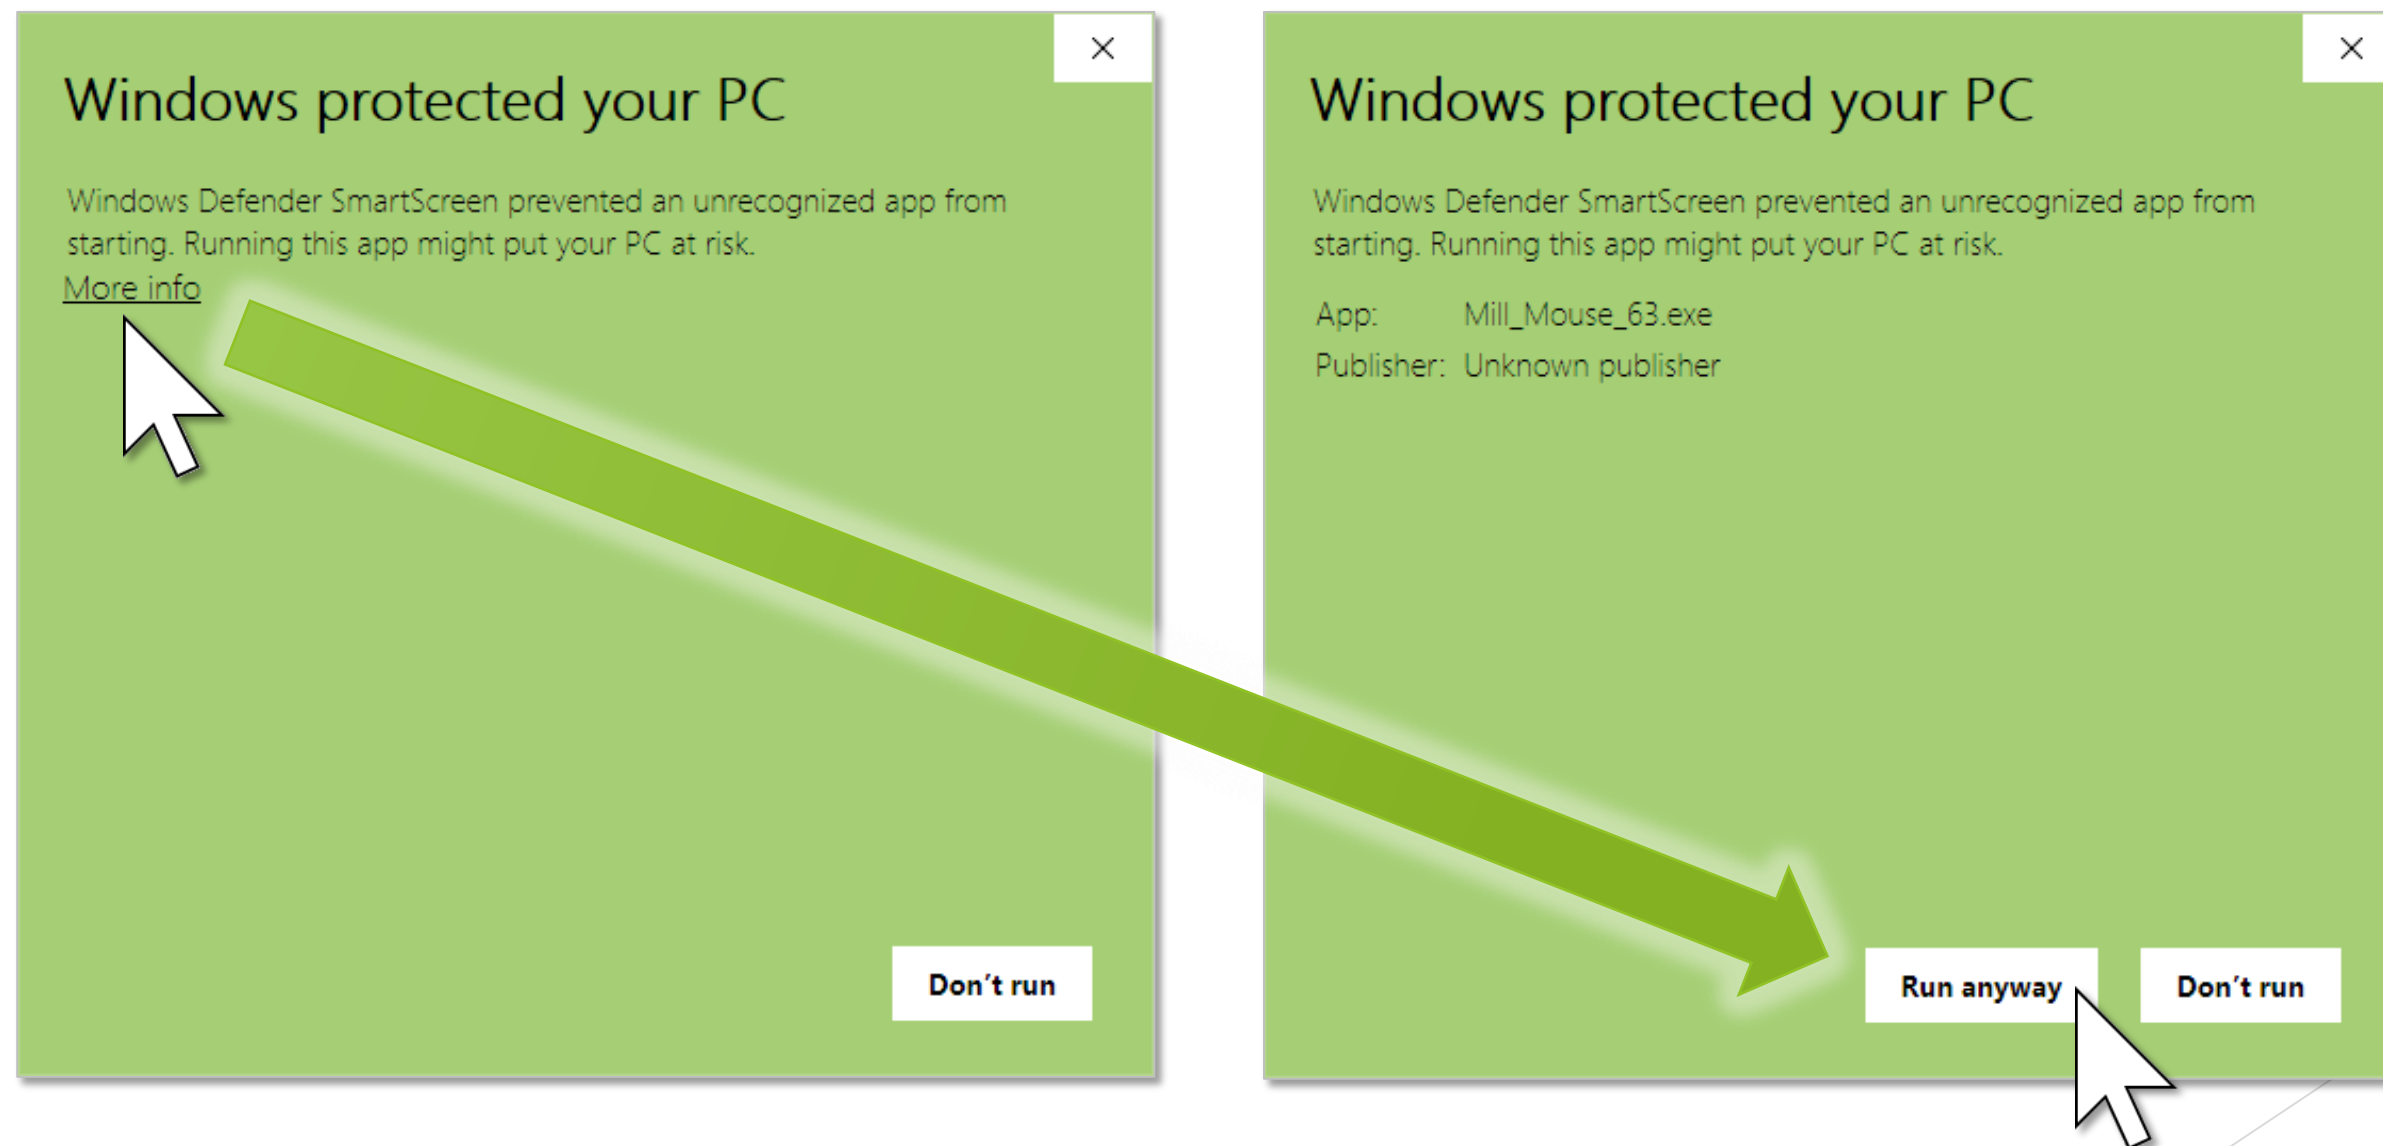 Windows protected your PC
Windows Defender SmartScreen prevented an unrecognized app from
starting. Running this app might put your PC at risk.
More info
Don't run
Windows protected your PC
Windows Defender SmartScreen prevented an unrecognized app from
starting. Running this app might put your PC at risk.
App: Mill_Mouse_63.exe
Publisher: Unknown publisher
Run anyway
Don't run